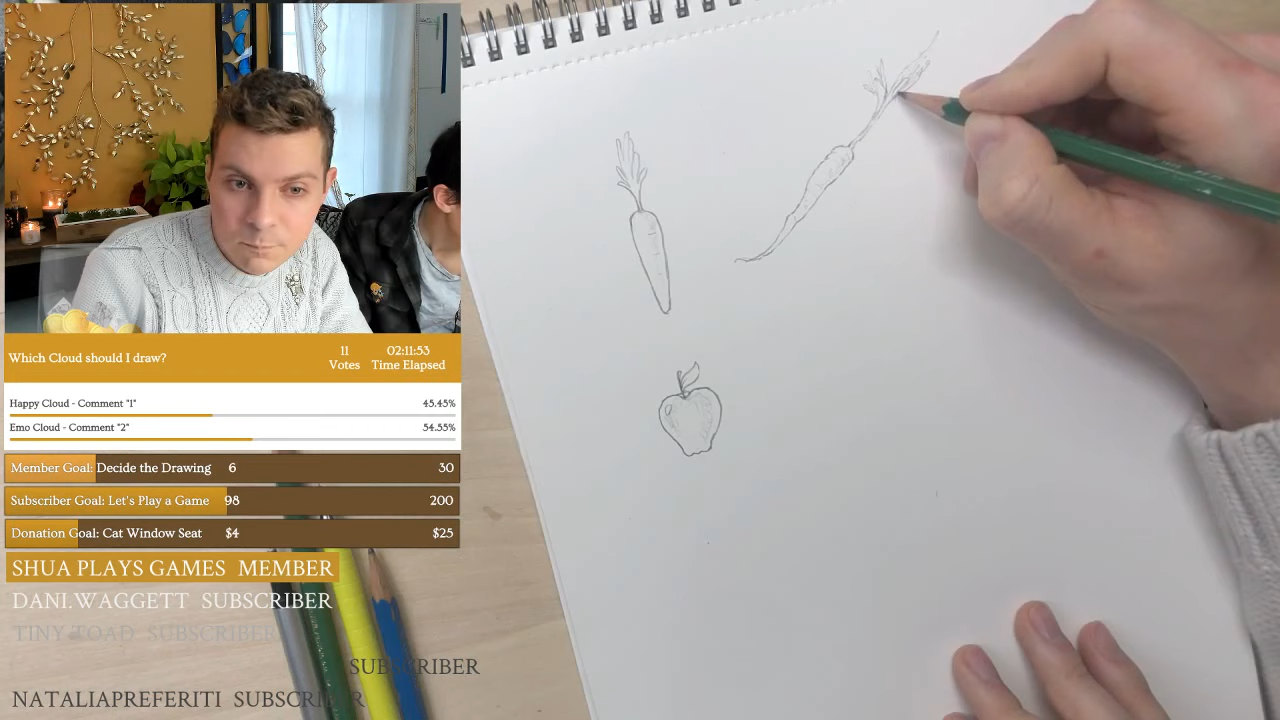 Which Cloud should I draw?
11 02:11:53
Votes Time Elapsed
Happy Cloud - Comment "1" 45.45%
Emo Cloud - Comment "2" 54.55%
Member Goal: Decide the Drawing 6 30
Subscriber Goal: Let's Play a Game 98 200
Donation Goal: Cat Window Seat $4 $25
SHUA PLAYS GAMES MEMBER
DANI.WAGGETT SUBSCRIBER
TINY TOAD SUBSCRIBER
SUBSCRIBER
NATALIAPREFERITI SUBSCRIBER